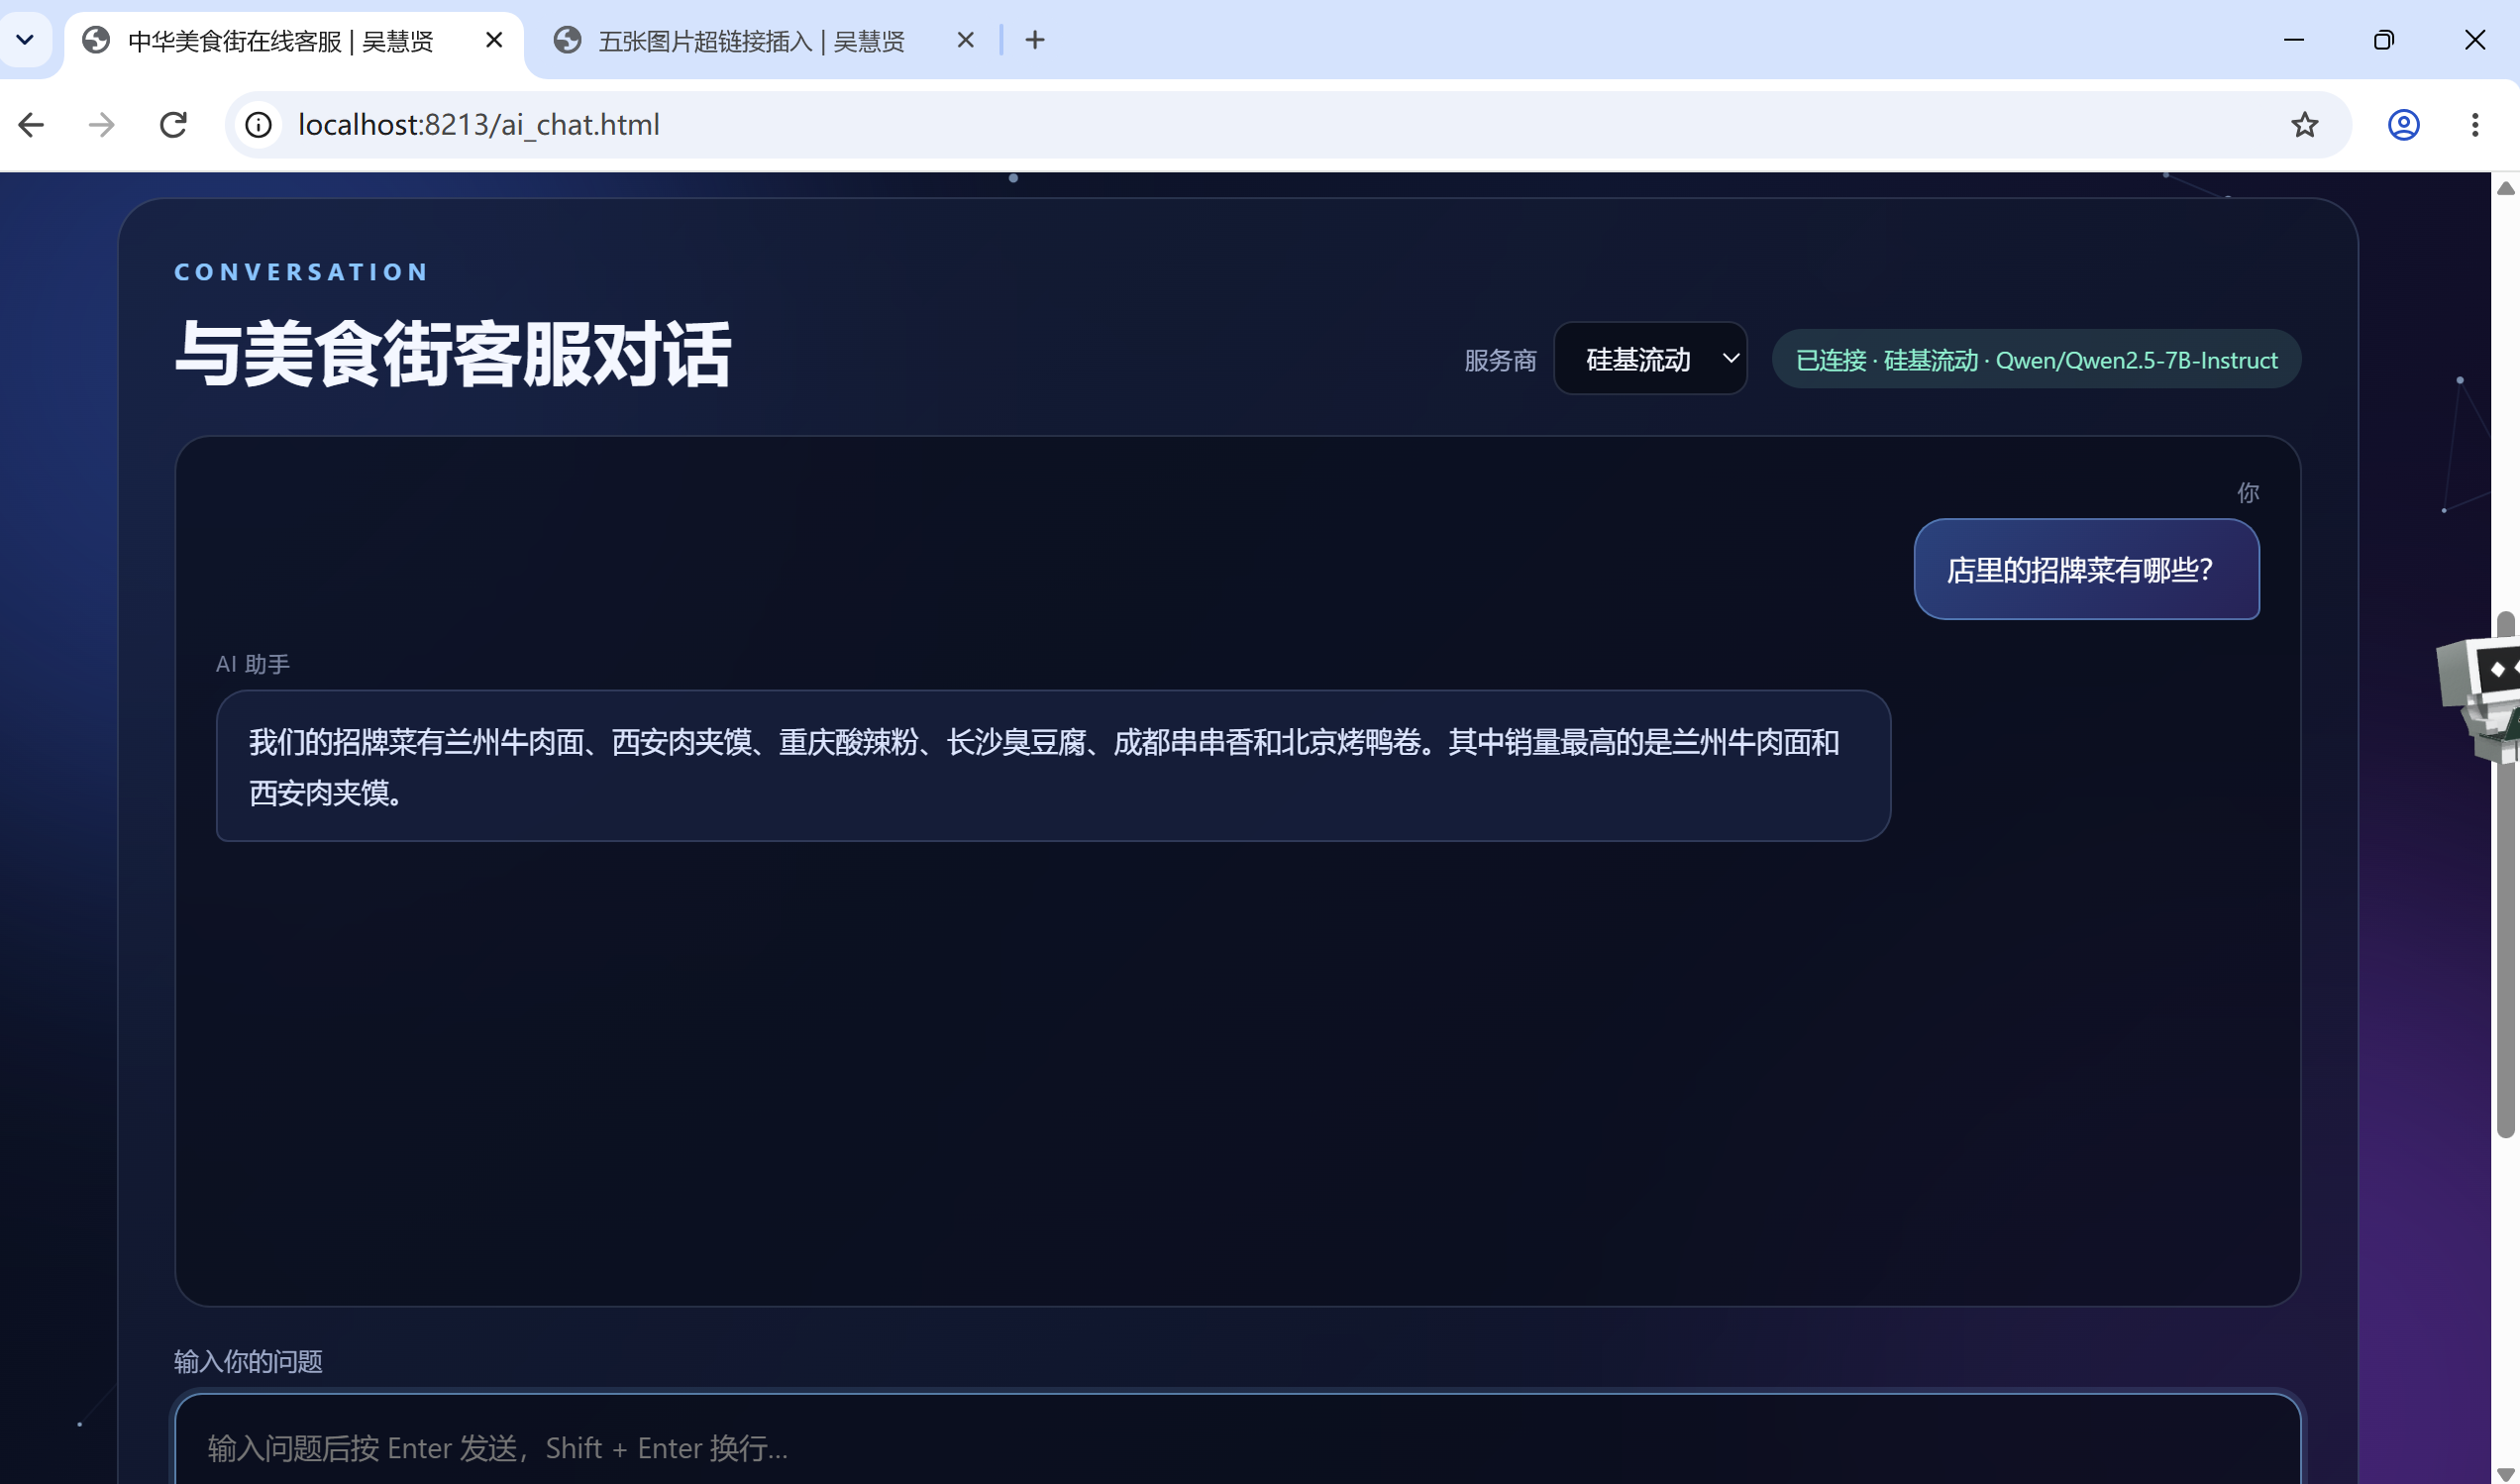 中华美食街在线客服 | 吴慧贤
五张图片超链接插入 | 吴慧贤
localhost:8213/ai_chat.html
CONVERSATION
与美食街客服对话
服务商
硅基流动
已连接 · 硅基流动 · Qwen/Qwen2.5-7B-Instruct
你
店里的招牌菜有哪些？
AI 助手
我们的招牌菜有兰州牛肉面、西安肉夹馍、重庆酸辣粉、长沙臭豆腐、成都串串香和北京烤鸭卷。其中销量最高的是兰州牛肉面和
西安肉夹馍。
输入你的问题
输入问题后按 Enter 发送，Shift + Enter 换行...